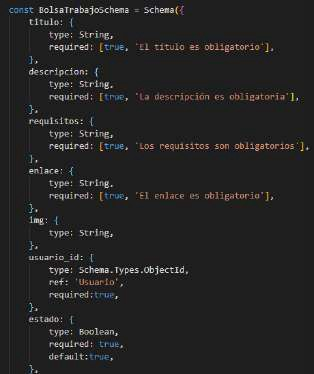 const BolsaTrabajoSchema = Schema({
    titulo: {
        type: String,
        required: [true, `El titulo es obligatorio`],
    },
    descripcion: {
        type: String,
        required: [true, `La descripción es obligatoria`],
    },
    requisitos: {
        type: String,
        required: [true, `Los requisitos son obligatorios`],
    },
    enlace: {
        type: String,
        required: [true, `El enlace es obligatorio`],
    },
    img: {
        type: String,
    },
    usuario_id: {
        type: Schema.Types.ObjectId,
        ref: 'Usuario',
        required:true,
    },
    estado: {
        type: Boolean,
        required: true,
        default:true,
    },